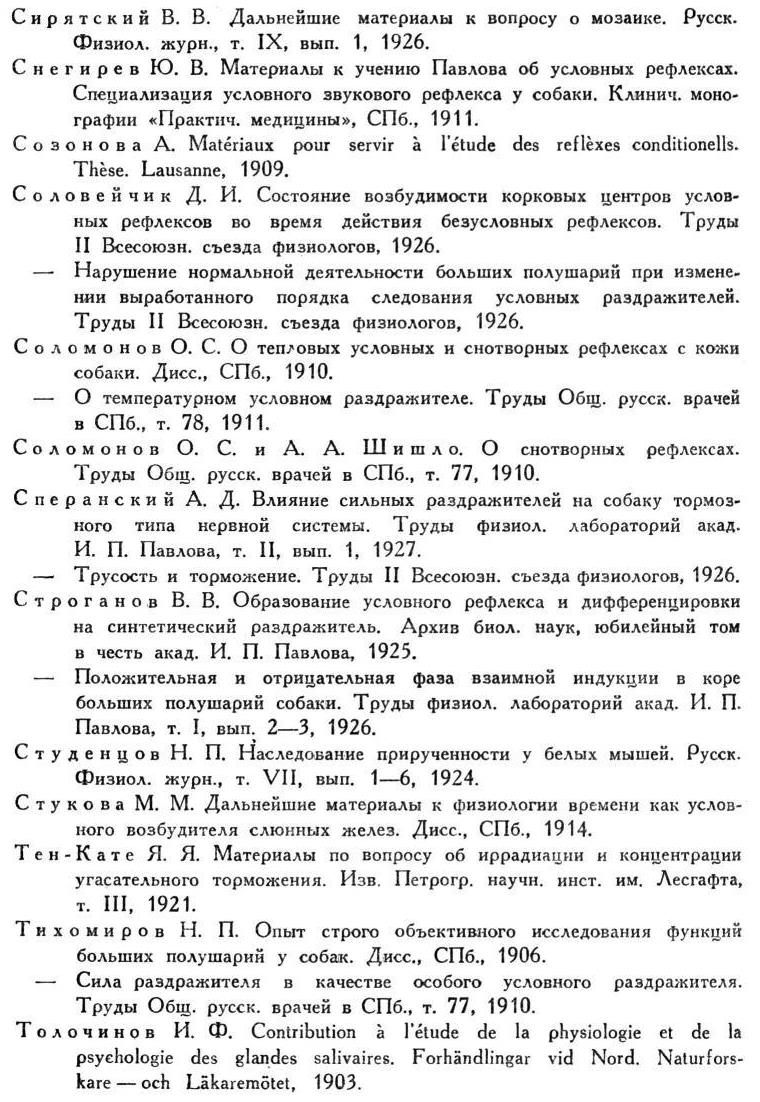 Сирятский В. В. Дальнейшие материалы к вопросу о мозаике. Русск.
Физиол. журн., т. IX, вып. 1, 1926.
Снегирев Ю. В. Материалы к учению Павлова об условных рефлексах.
Специализация условного звукового рефлекса у собаки. Клинич. моно-
графии «Практич. медицины», СПб., 1911.
Созонова А. Matériaux pour servir à l'étude des reflèxes conditionells.
Thèse. Lausanne, 1909.
Соловейчик Д. И. Состояние возбудимости корковых центров услов-
ных рефлексов во время действия безусловных рефлексов. Труды
II Всесоюзн. съезда физиологов, 1926.
— Нарушение нормальной деятельности больших полушарий при измене-
нии выработанного порядка следования условных раздражителей.
Труды II Всесоюзн. съезда физиологов, 1926.
Соломонов О. С. О тепловых условных и снотворных рефлексах с кожи
собаки. Дисс., СПб., 1910.
— О температурном условном раздражителе. Труды Общ. русск. врачей
в СПб., т. 78, 1911.
Соломонов О. С. и А. А. Шишло. О снотворных рефлексах.
Труды Общ. русск. врачей в СПб., т. 77, 1910.
Сперанский А. Д. Влияние сильных раздражителей на собаку тормоз-
ного типа нервной системы. Труды физиол. лабораторий акад.
И. П. Павлова, т. II, вып. 1, 1927.
— Трусость и торможение. Труды II Всесоюзн. съезда физиологов, 1926.
Строганов В. В. Образование условного рефлекса и дифференцировки
на синтетический раздражитель. Архив биол. наук, юбилейный том
в честь акад. И. П. Павлова, 1925.
— Положительная и отрицательная фаза взаимной индукции в коре
больших полушарий собаки. Труды физиол. лабораторий акад. И. П.
Павлова, т. I, вып. 2—3, 1926.
Студенцов Н. П. Наследование прирученности у белых мышей. Русск.
Физиол. журн., т. VII, вып. 1—6, 1924.
Стукова М. М. Дальнейшие материалы к физиологии времени как услов-
ного возбудителя слюнных желез. Дисс., СПб., 1914.
Тен-Кате Я. Я. Материалы по вопросу об иррадиации и концентрации
угасательного торможения. Изв. Петрогр. научн. инст. им. Лесгафта,
т. III, 1921.
Тихомиров Н. П. Опыт строго объективного исследования функций
больших полушарий у собак. Дисс., СПб., 1906.
— Сила раздражителя в качестве особого условного раздражителя.
Труды Общ. русск. врачей в СПб., т. 77, 1910.
Толочинов И. Ф. Contribution à l'étude de la physiologie et de la
psyehologie des glandes salivaires. Forhändlingar vid Nord. Naturfors-
kare — och Läkaremötet, 1903.